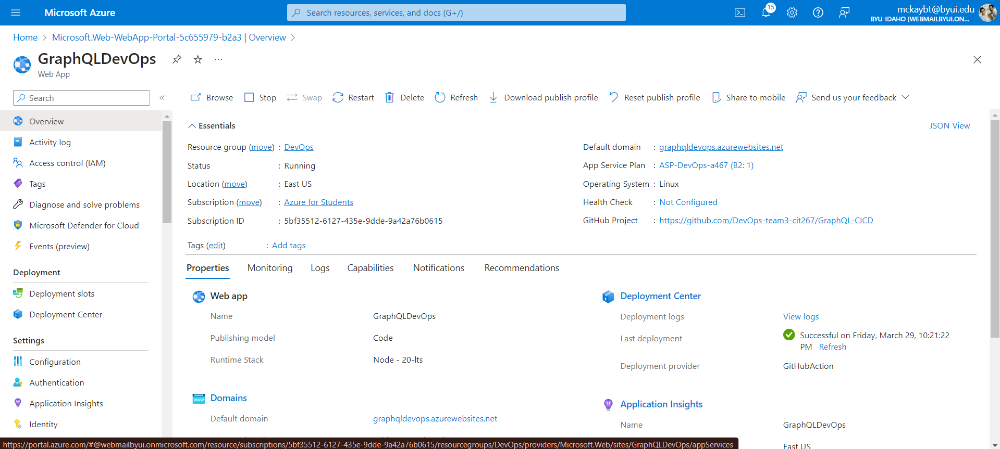 Microsoft Azure
Search resources, services, and docs (G+/)
15
mckaybt@byui.edu
BYU-IDAHO (WEBMAILBYUI.ON...
Home > Microsoft.Web-WebApp-Portal-5c655979-b2a3 | Overview >
GraphQLDevOps
...
Web App
Search
«
Browse Stop Swap Restart Delete Refresh Download publish profile Reset publish profile Share to mobile Send us your feedback
Overview
Activity log
Access control (IAM)
Tags
Diagnose and solve problems
Microsoft Defender for Cloud
Events (preview)
Deployment
Deployment slots
Deployment Center
Settings
Configuration
Authentication
Application Insights
Identity
Essentials
JSON View
Resource group (move) : DevOps
Status : Running
Location (move) : East US
Subscription (move) : Azure for Students
Subscription ID : 5bf35512-6127-435e-9dde-9a42a76b0615
Default domain : graphqldevops.azurewebsites.net
App Service Plan : ASP-DevOps-a467 (B2: 1)
Operating System : Linux
Health Check : Not Configured
GitHub Project : https://github.com/DevOps-team3-cit267/GraphQL-CICD
Tags (edit) : Add tags
Properties Monitoring Logs Capabilities Notifications Recommendations
Web app
Name GraphQLDevOps
Publishing model Code
Runtime Stack Node - 20-lts
Domains
www
Default domain graphqldevops.azurewebsites.net
Deployment Center
Deployment logs View logs
Last deployment Successful on Friday, March 29, 10:21:22
PM Refresh
Deployment provider GitHubAction
Application Insights
Name GraphQLDevOps
East US
https://portal.azure.com/#@webmailbyui.onmicrosoft.com/resource/subscriptions/5bf35512-6127-435e-9dde-9a42a76b0615/resourcegroups/DevOps/providers/Microsoft.Web/sites/GraphQLDevOps/appServices